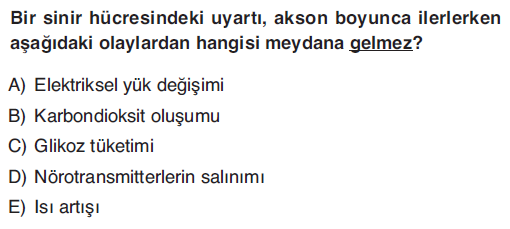 Bir sinir hücresindeki uyartı, akson boyunca ilerlerken
aşağıdaki olaylardan hangisi meydana gelmez?
A) Elektriksel yük değişimi
B) Karbondioksit oluşumu
C) Glikoz tüketimi
D) Nörotransmitterlerin salınımı
E) Isı artışı